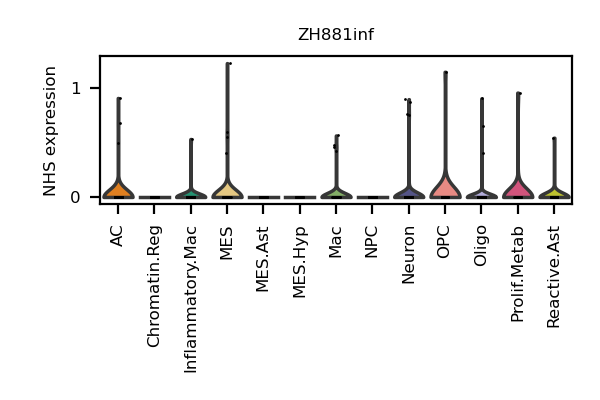 ZH881inf
NHS expression
1
0
AC
Chromatin.Reg
Inflammatory.Mac
MES
MES.Ast
MES.Hyp
Mac
NPC
Neuron
OPC
Oligo
Prolif.Metab
Reactive.Ast